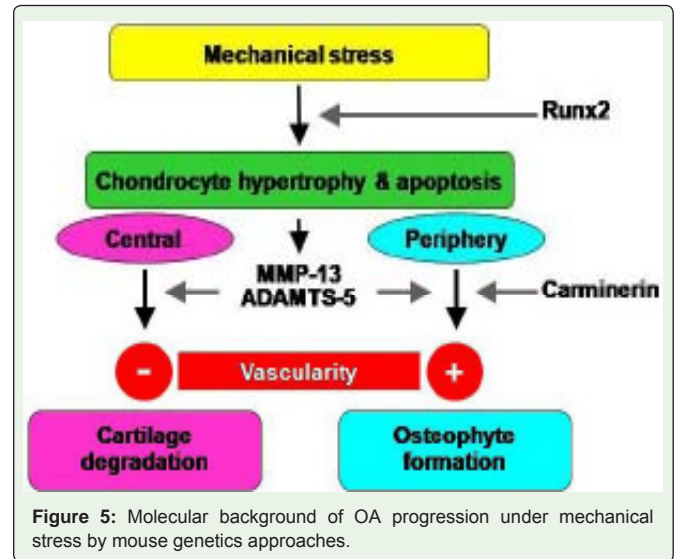 Mechanical stress
Runx2
Chondrocyte hypertrophy & apoptosis
Central
Periphery
MMP-13
ADAMTS-5
Carminerin
-
Vascularity
+
Cartilage
degradation
Osteophyte
formation
Figure 5: Molecular background of OA progression under mechanical
stress by mouse genetics approaches.